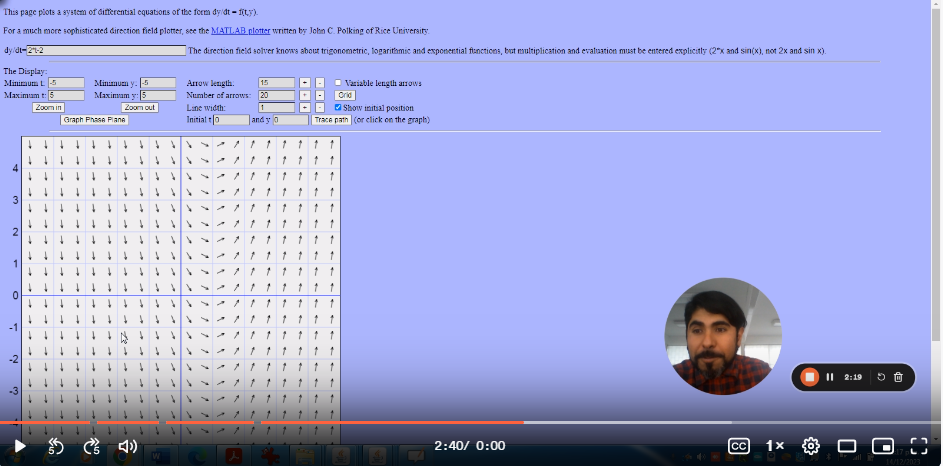 This page plots a system of differential equations of the form dy/dt = f(t,y).
For a much more sophisticated direction field plotter, see the MATLAB plotter written by John C. Polking of Rice University.
dy/dt= 2*t-2 The direction field solver knows about trigonometric, logarithmic and exponential functions, but multiplication and evaluation must be entered explicitly (2*x and sin(x), not 2x and sin x).
The Display:
Minimum t: -5 Minimum y: -5 Arrow length: 15 + - Variable length arrows
Maximum t: 5 Maximum y: 5 Number of arrows: 20 + - Grid
Zoom in Zoom out Line width: 1 + - Show initial position
Graph Phase Plane Initial t 0 and y 0 Trace path (or click on the graph)
4
3
2
1
0
-1
-2
-3
2:19
5 5 2:40/ 0:00 CC 1×